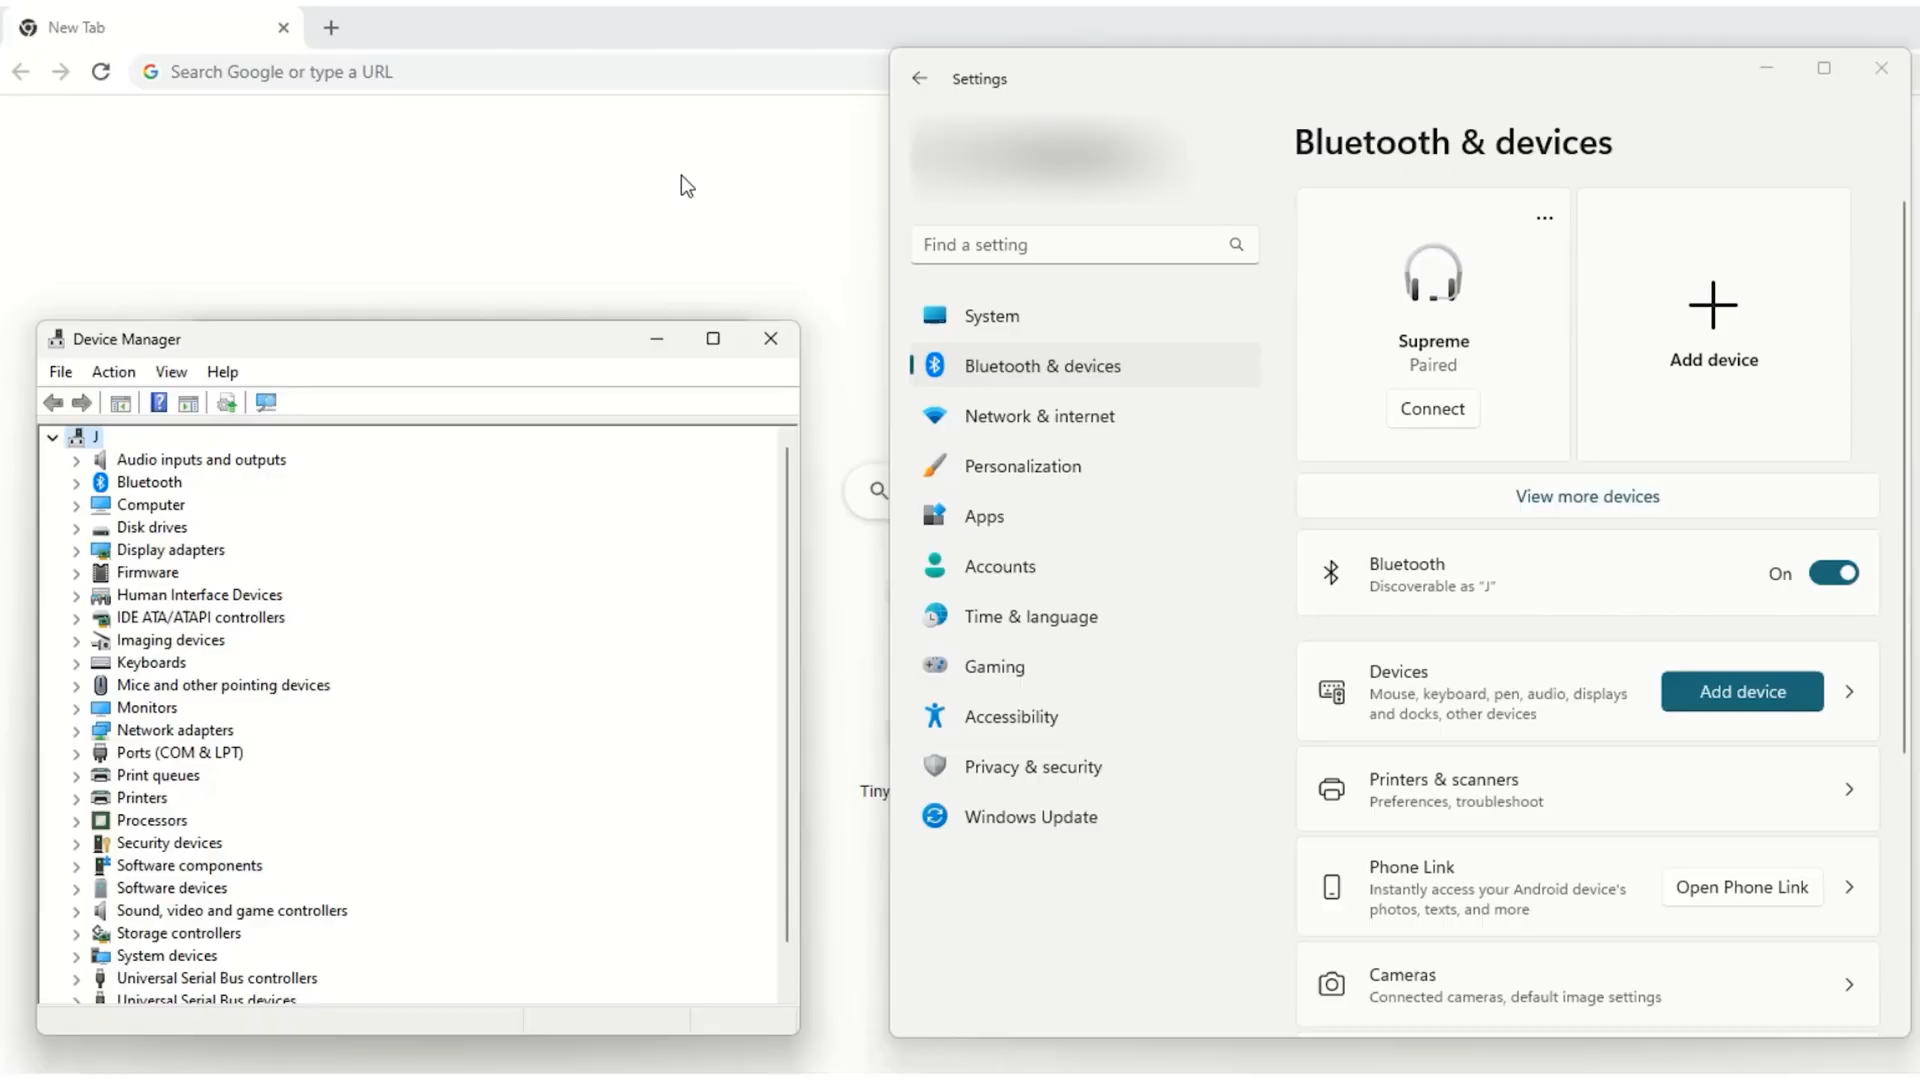 New Tab
Search Google or type a URL
Device Manager
File Action View Help
J
Audio inputs and outputs
Bluetooth
Computer
Disk drives
Display adapters
Firmware
Human Interface Devices
IDE ATA/ATAPI controllers
Imaging devices
Keyboards
Mice and other pointing devices
Monitors
Network adapters
Ports (COM & LPT)
Print queues
Printers
Processors
Security devices
Software components
Software devices
Sound, video and game controllers
Storage controllers
System devices
Universal Serial Bus controllers
Universal Serial Bus devices
Tiny
Settings
Find a setting
System
Bluetooth & devices
Network & internet
Personalization
Apps
Accounts
Time & language
Gaming
Accessibility
Privacy & security
Windows Update
Bluetooth & devices
Supreme
Paired
Connect
Add device
View more devices
Bluetooth
Discoverable as "J"
On
Devices
Mouse, keyboard, pen, audio, displays
and docks, other devices
Add device
Printers & scanners
Preferences, troubleshoot
Phone Link
Instantly access your Android device's
photos, texts, and more
Open Phone Link
Cameras
Connected cameras, default image settings